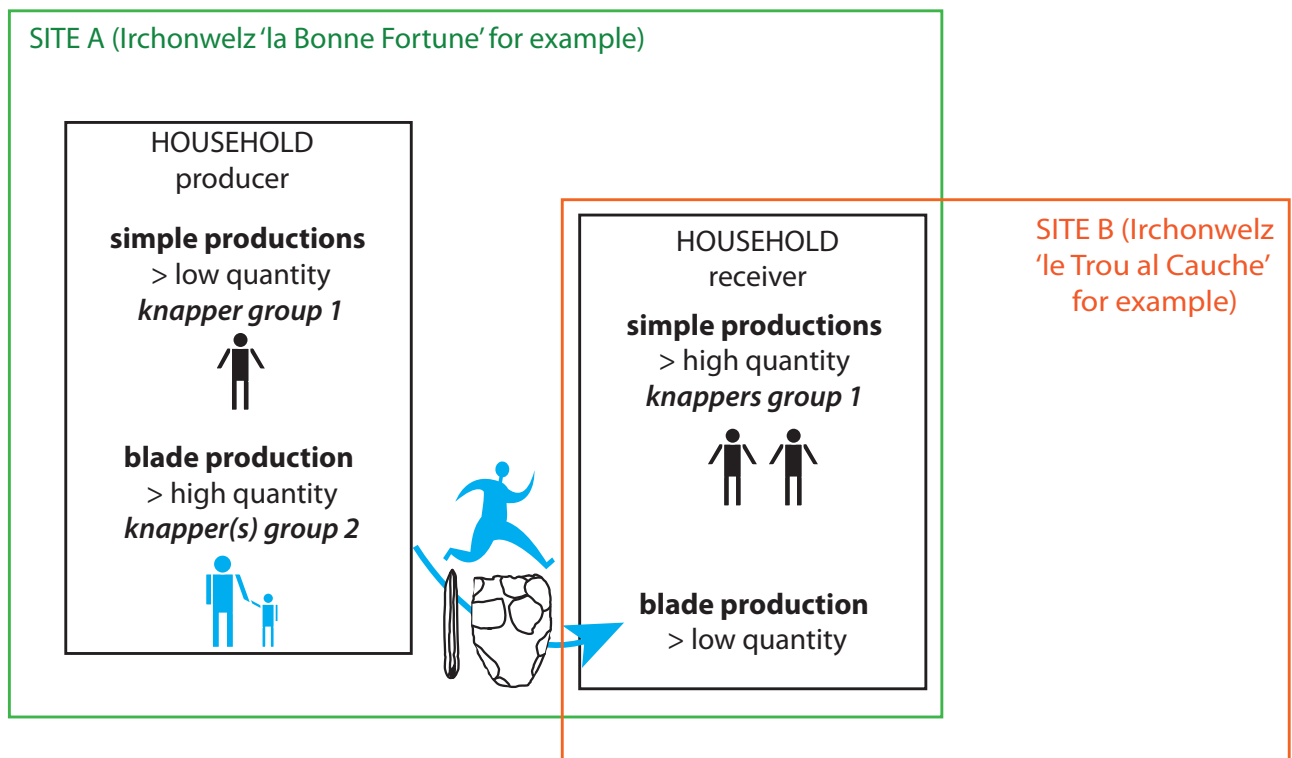 SITE A (Irchonwelz ‘la Bonne Fortune’ for example)
HOUSEHOLD
producer
simple productions
> low quantity
knapper group 1
blade production
> high quantity
knapper(s) group 2
HOUSEHOLD
receiver
simple productions
> high quantity
knappers group 1
blade production
> low quantity
SITE B (Irchonwelz
‘le Trou al Cauche’
for example)